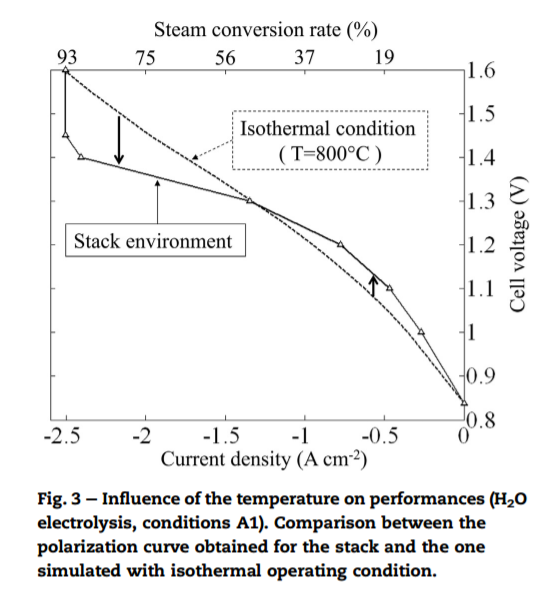 Steam conversion rate (%)
93 75 56 37 19
1.6
1.5
Isothermal condition
( T=800°C )
1.4
1.3
Stack environment
1.2
1.1
1
0.9
0.8
Cell voltage (V)
-2.5 -2 -1.5 -1 -0.5 0
Current density (A cm-2)
Fig. 3 – Influence of the temperature on performances (H2O
electrolysis, conditions A1). Comparison between the
polarization curve obtained for the stack and the one
simulated with isothermal operating condition.